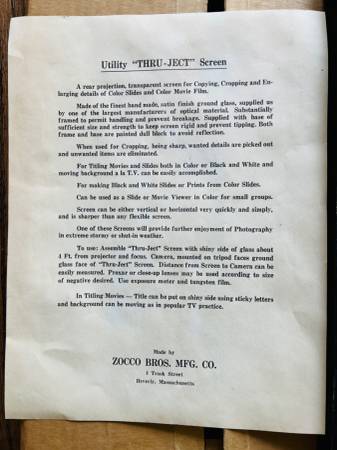 Utility "THRU-JECT" Screen
A rear projection, transparent screen for Copying, Cropping and En-
larging details of Color Slides and Color Movie Film.
Made of the finest hand made, satin finish ground glass, supplied us
by one of the largest manufacturers of optical material. Substantially
framed to permit handling and prevent breakage. Supplied with base of
sufficient size and strength to keep screen rigid and prevent tipping. Both
frame and base are painted dull black to avoid reflection.
When used for Cropping, being sharp, wanted details are picked out
and unwanted items are eliminated.
For Titling Movies and Slides both in Color or Black and White and
moving background a la T.V. can be easily accomplished.
For making Black and White Slides or Prints from Color Slides.
Can be used as a Slide or Movie Viewer in Color for small groups.
Screen can be either vertical or horizontal very quickly and simply,
and is sharper than any flexible screen.
One of these Screens will provide further enjoyment of Photography
in extreme stormy or shut-in weather.
To use: Assemble "Thru-Ject" Screen with shiny side of glass about
4 Ft. from projector and focus. Camera, mounted on tripod faces ground
glass face of "Thru-Ject" Screen. Distance from Screen to Camera can be
easily measured. Proxar or close-up lenses may be used according to size
of negative desired. Use exposure meter and tungsten film.
In Titling Movies — Title can be put on shiny side using sticky letters
and background can be moving as in popular TV practice.
Made by
ZOCCO BROS. MFG. CO.
Street
Massachusetts